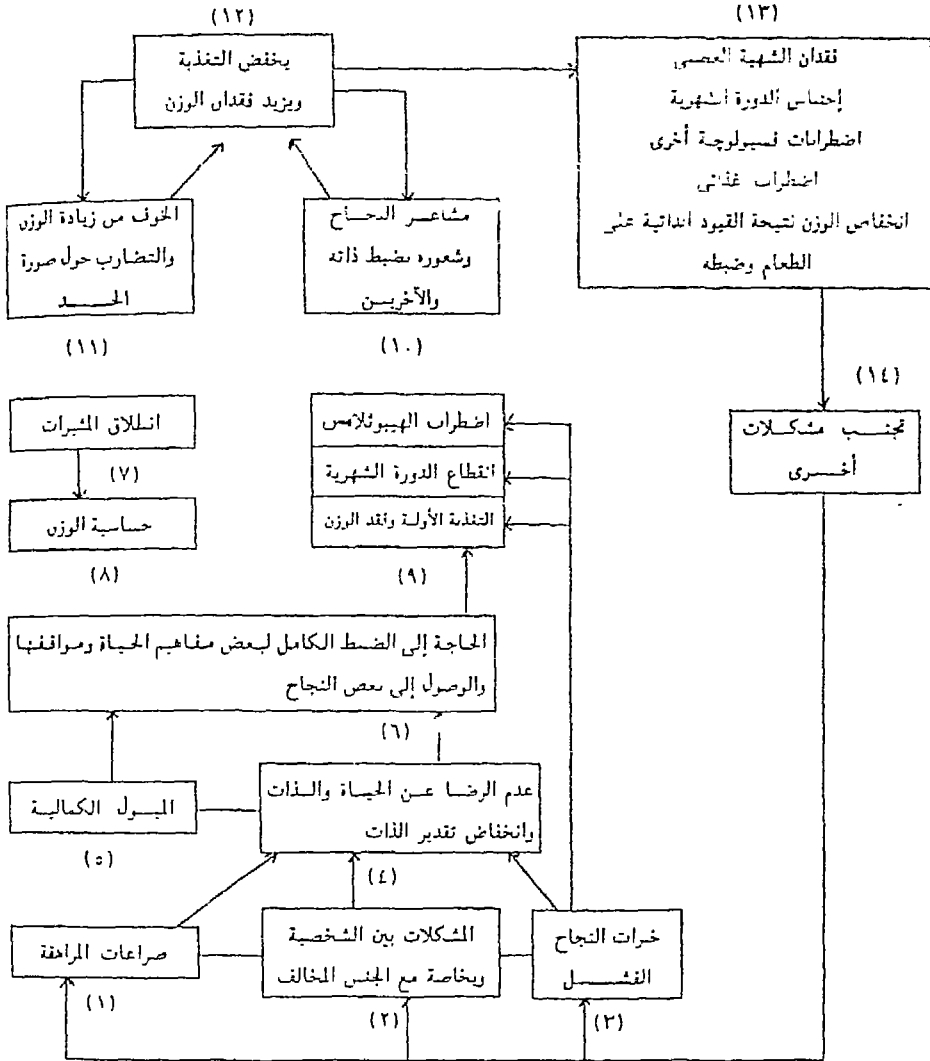 (١٢)
(١٣)
يخفض التغذية
ويزيد فقدان الوزن
فقدان الشهية العصبي
إحتباس الدورة الشهرية
اضطرابات فسيولوجية أخرى
اضطراب غذائي
انخفاض الوزن نتيجة القيود الذاتية على
الطعام وضبطه
مشاعر النجاح
وشعوره بضبط ذاته
والآخرين
الخوف من زيادة الوزن
والتضارب حول صورة
الجسد
(١٠)
(١١)
(١٤)
تجنب مشكلات
أخرى
اضطراب الهيبوثلامس
انقطاع الدورة الشهرية
التغذية الأولية وفقد الوزن
(٩)
انطلاق المثيرات
(٧)
حساسية الوزن
(٨)
الحاجة إلى الضبط الكامل لبعض مفاهيم الحياة ومواقفها
والوصول إلى بعض النجاح
(٦)
عدم الرضا عن الحياة والذات
وانخفاض تقدير الذات
(٤)
الميول الكمالية
(٥)
خبرات النجاح
الفشل
(٣)
المشكلات بين الشخصية
وبخاصة مع الجنس المخالف
(٢)
صراعات المراهقة
(١)